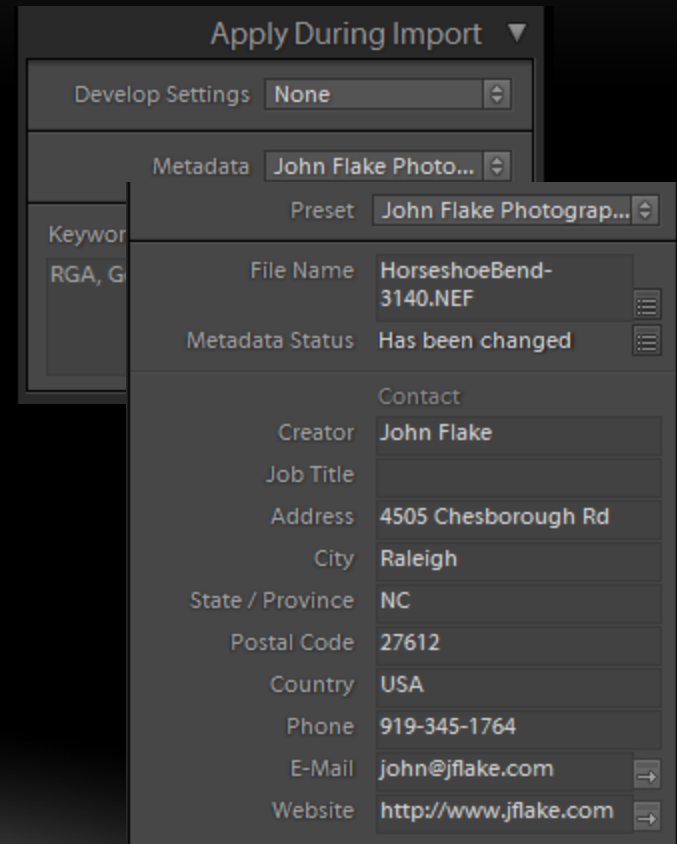 Apply During Import
Develop Settings None
Metadata John Flake Photo...
Preset John Flake Photograp...
File Name HorseshoeBend-
3140.NEF
Metadata Status Has been changed
RGA,
Contact
Creator John Flake
Job Title
Address 4505 Chesborough Rd
City Raleigh
State / Province NC
Postal Code 27612
Country USA
Phone 919-345-1764
E-Mail john@jflake.com
Website http://www.jflake.com